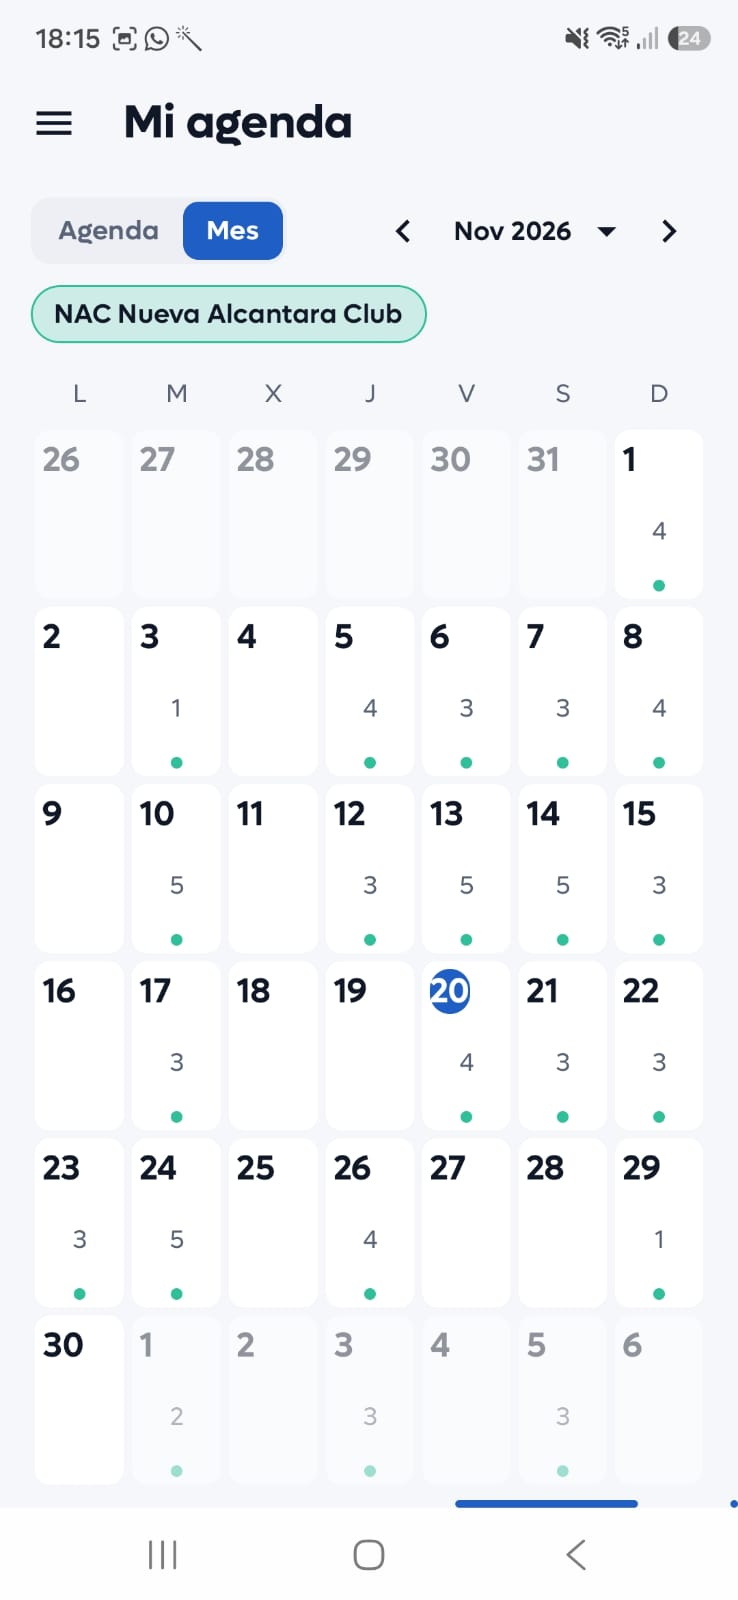 18:15 24
Mi agenda
Agenda Mes Nov 2026
NAC Nueva Alcantara Club
L M X J V S D
26 27 28 29 30 31 1
4
2 3 4 5 6 7 8
1 4 3 3 4
9 10 11 12 13 14 15
5 3 5 5 3
16 17 18 19 20 21 22
3 4 3 3
23 24 25 26 27 28 29
3 5 4 1
30 1 2 3 4 5 6
2 3 3